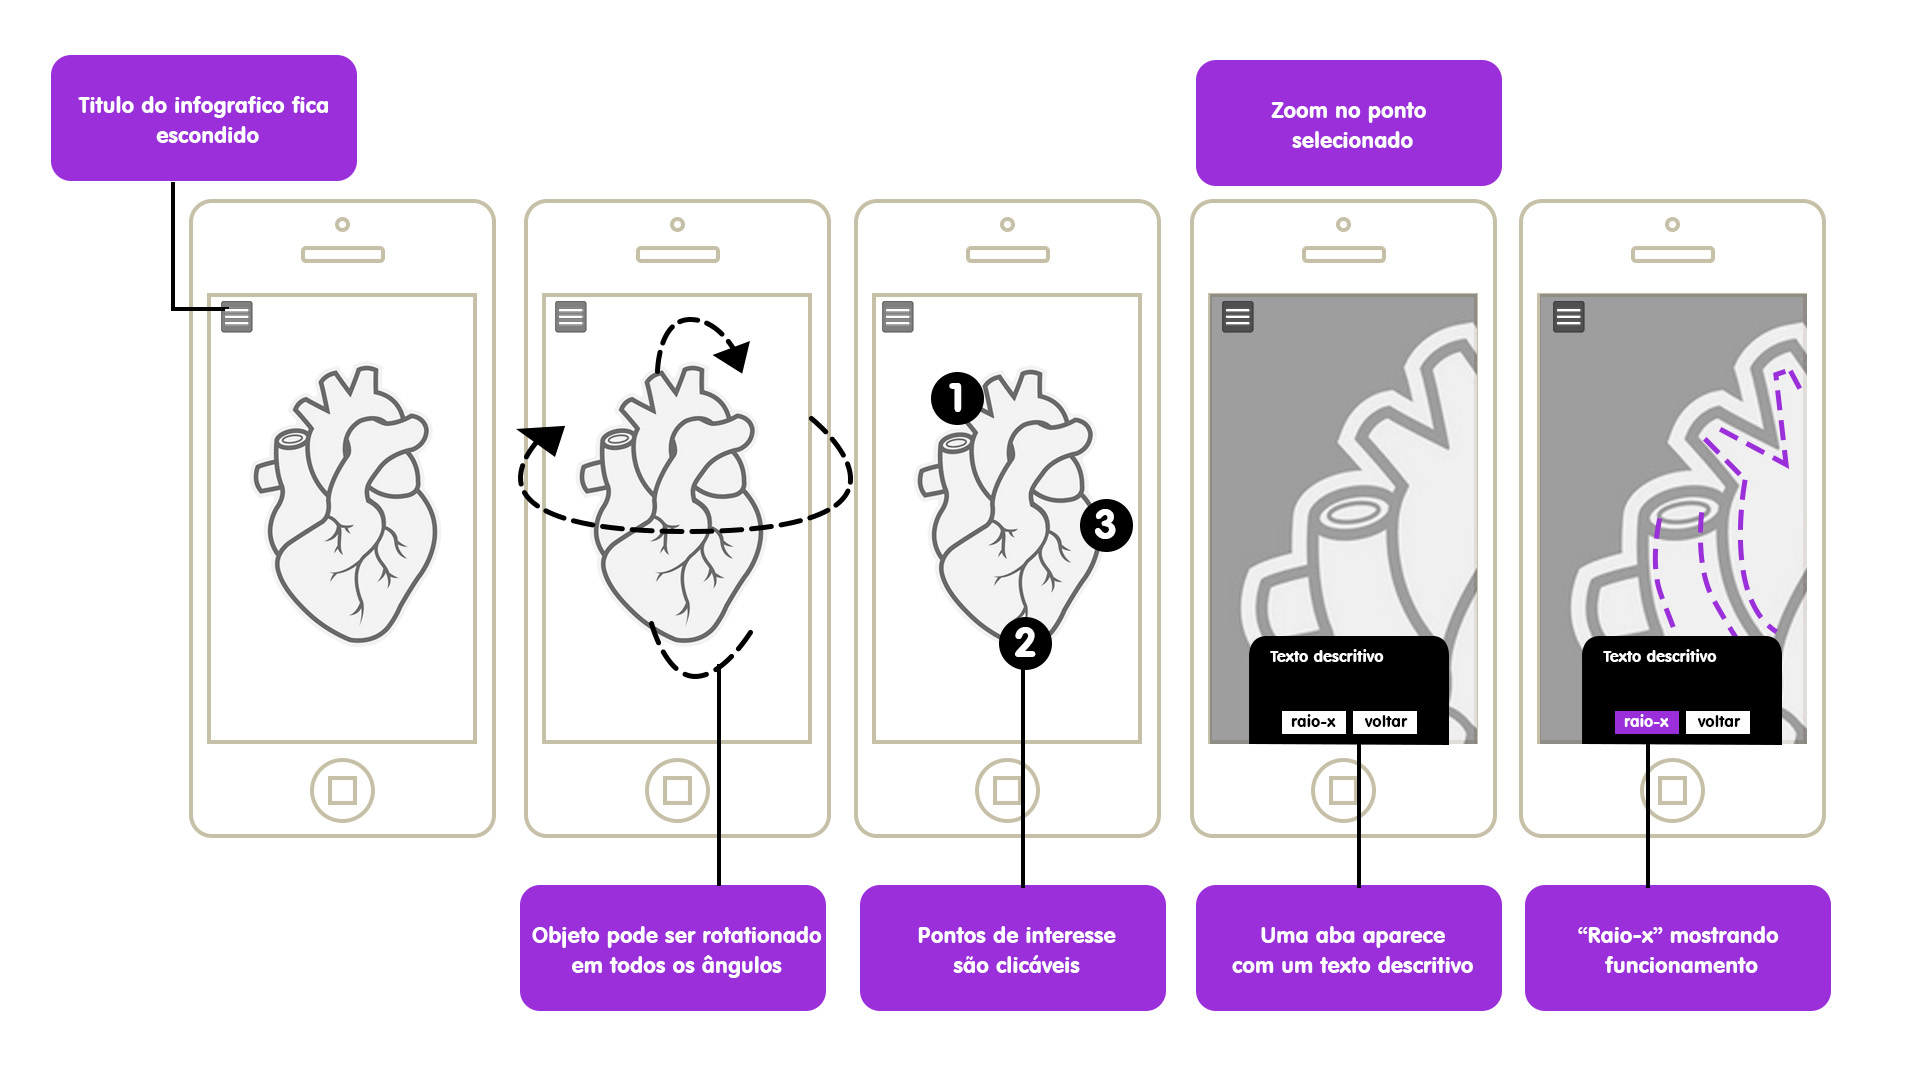 Titulo do infografico fica
escondido
Zoom no ponto
selecionado
1
3
2
Texto descritivo
raio-x voltar
Texto descritivo
raio-x voltar
Objeto pode ser rotationado
em todos os ângulos
Pontos de interesse
são clicáveis
Uma aba aparece
com um texto descritivo
“Raio-x” mostrando
funcionamento